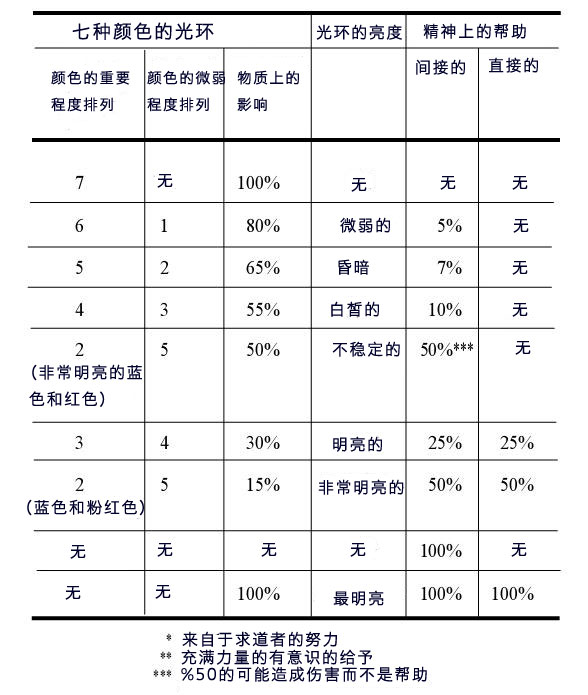 七种颜色的光环 光环的亮度 精神上的帮助
颜色的重要程度排列 颜色的微弱程度排列 物质上的影响 间接的 直接的
7 无 100% 无 无 无
6 1 80% 微弱的 5% 无
5 2 65% 昏暗 7% 无
4 3 55% 白皙的 10% 无
2 5 50% 不稳定的 50%*** 无
(非常明亮的蓝
色和红色)
3 4 30% 明亮的 25% 25%
2 5 15% 非常明亮的 50% 50%
(蓝色和粉红色)
无 无 无 无 100% 无
无 无 100% 最明亮 100% 100%
* 来自于求道者的努力
** 充满力量的有意识的给予
*** %50的可能造成伤害而不是帮助